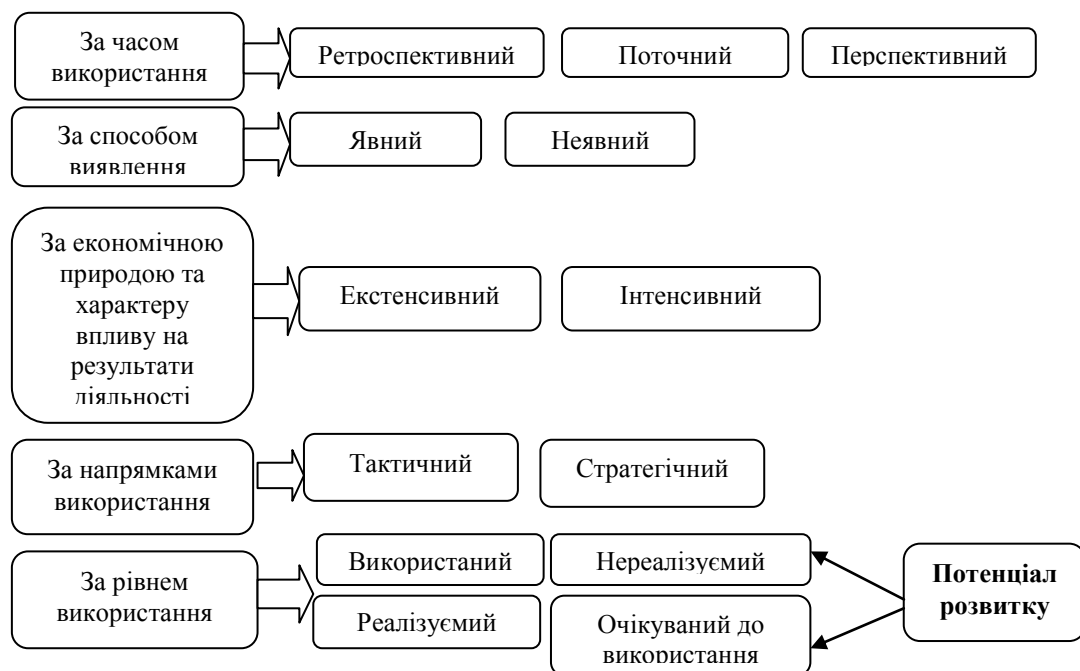 За часом
використання
Ретроспективний
Поточний
Перспективний
За способом
виявлення
Явний
Неявний
За економічною
природою та
характеру
впливу на
результати
діяльності
Екстенсивний
Інтенсивний
За напрямками
використання
Тактичний
Стратегічний
За рівнем
використання
Використаний
Нереалізуємий
Реалізуємий
Очікуваний до
використання
Потенціал
розвитку